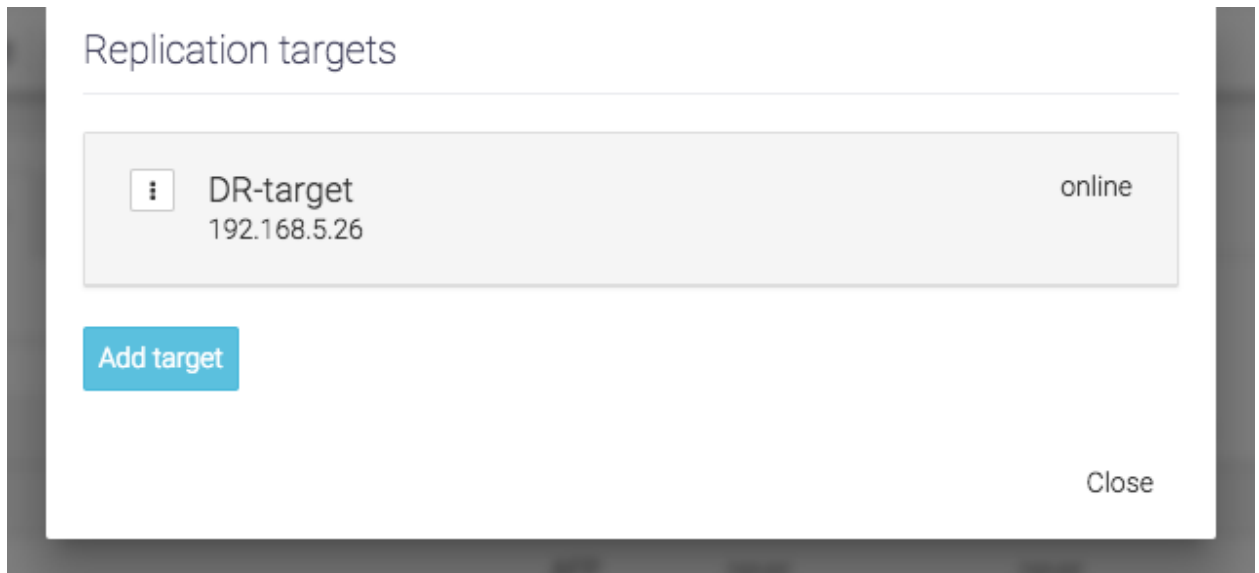 Replication targets
DR-target
online
192.168.5.26
Add target
Close